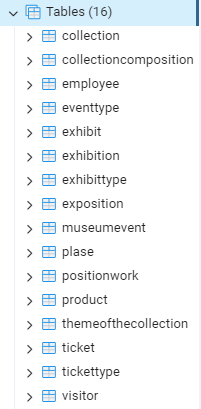 Tables (16)
collection
collectioncomposition
employee
eventtype
exhibit
exhibition
exhibittype
exposition
museumevent
plase
positionwork
product
themeofthecollection
ticket
tickettype
visitor